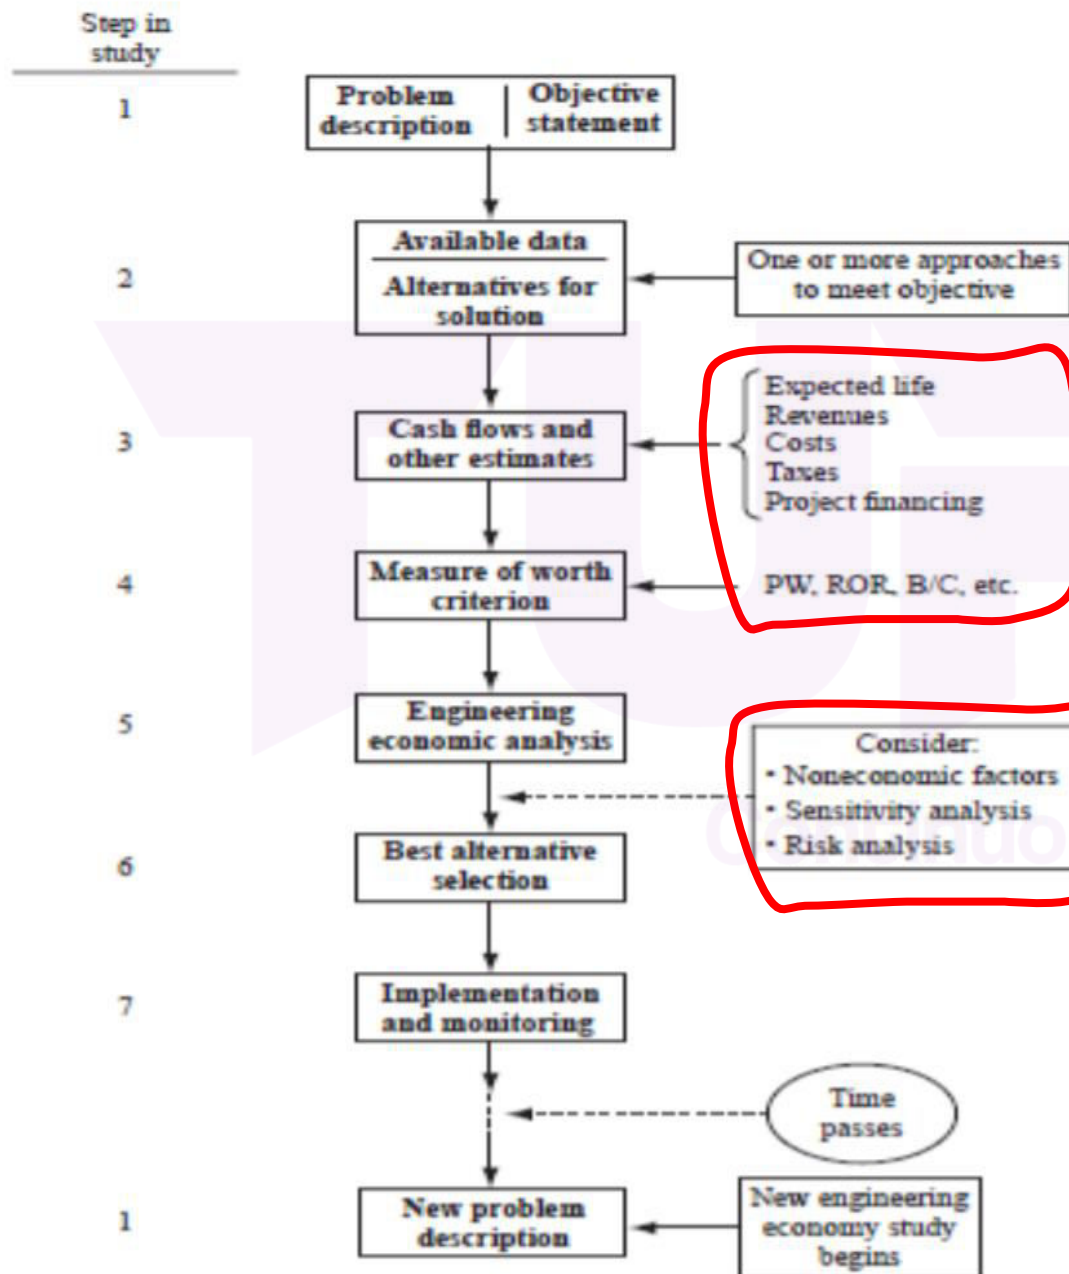 Step in
study
1
Problem
description
Objective
statement
2
Available data
Alternatives for
solution
One or more approaches
to meet objective
3
Cash flows and
other estimates
Expected life
Revenues
Costs
Taxes
Project financing
4
Measure of worth
criterion
PW, ROR, B/C, etc.
5
Engineering
economic analysis
Consider:
• Noneconomic factors
• Sensitivity analysis
• Risk analysis
6
Best alternative
selection
7
Implementation
and monitoring
Time
passes
1
New problem
description
New engineering
economy study
begins